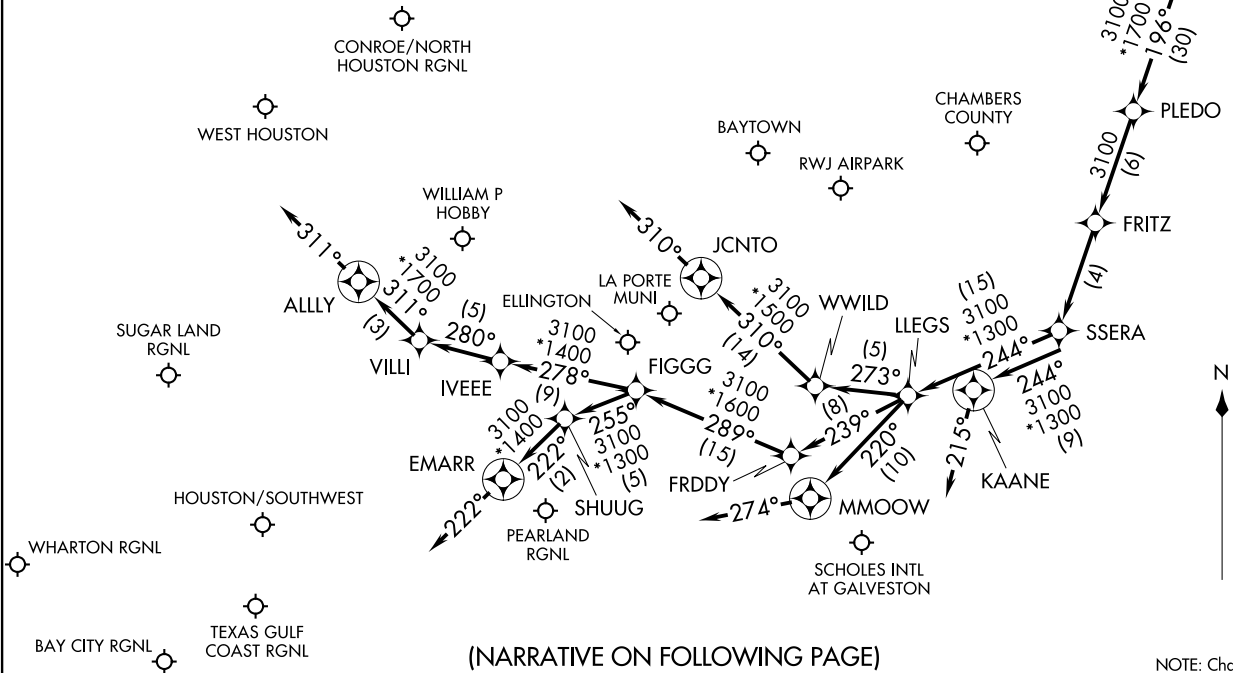 3100
*1700
196°
(30)
CONROE/NORTH
HOUSTON RGNL
WEST HOUSTON
CHAMBERS
COUNTY
PLEDO
BAYTOWN
RWJ AIRPARK
3100
(6)
WILLIAM P
HOBBY
FRITZ
311°
310°
JCNTO
3100
*1700
311°
(3)
ALLLY
LA PORTE
MUNI
3100
*1500
310°
(14)
WWILD
(4)
(15)
3100
*1300
244°
LLEGS
SSERA
ELLINGTON
(5)
280°
SUGAR LAND
RGNL
VILLI
IVEEE
3100
*1400
278°
(9)
FIGGG
(5)
273°
244°
3100
*1300
(9)
N
3100
*1600
289°
(15)
(8)
239°
255°
3100
*1300
(5)
3100
*1400
222°
(2)
EMARR
220°
(10)
215°
KAANE
FRDDY
SHUUG
222°
274°
MMOOW
HOUSTON/SOUTHWEST
PEARLAND
RGNL
WHARTON RGNL
SCHOLES INTL
AT GALVESTON
TEXAS GULF
COAST RGNL
BAY CITY RGNL
(NARRATIVE ON FOLLOWING PAGE)
NOTE: Cha